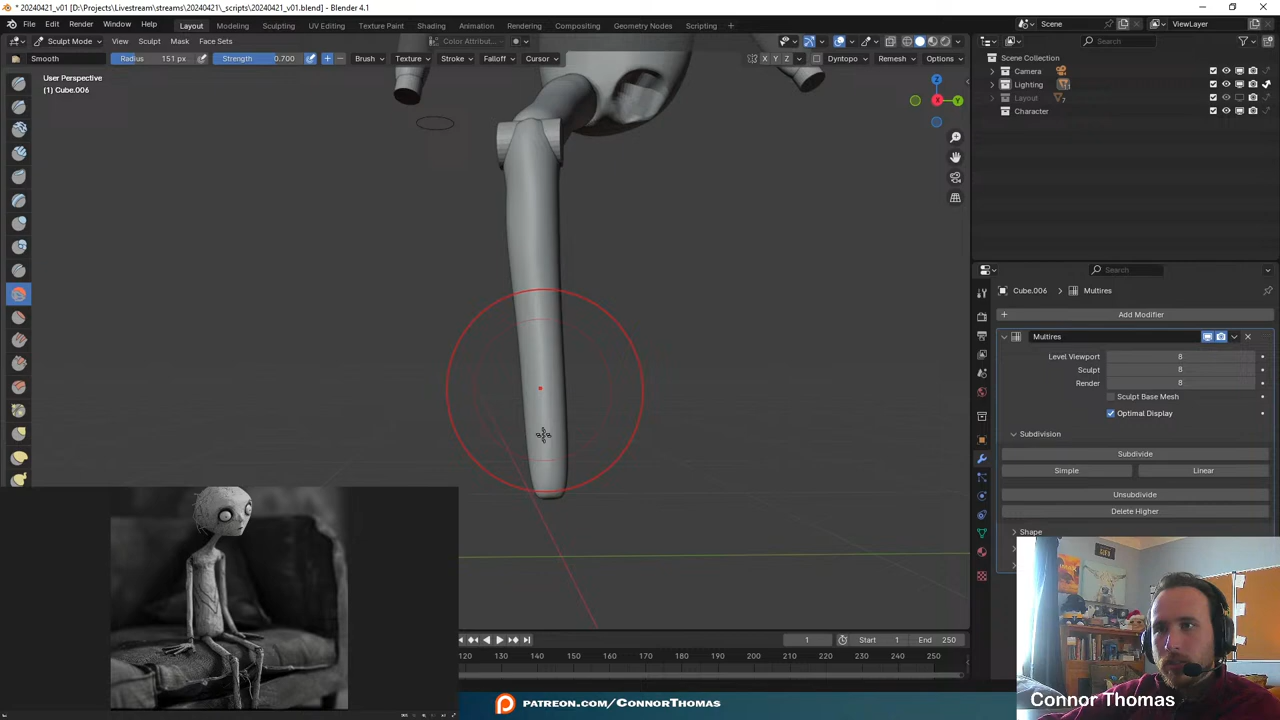 * 20240421_v01 [D:\Projects\Livestream\streams\20240421\_scripts\20240421_v01.blend] - Blender 4.1
File Edit Render Window Help Layout Modeling Sculpting UV Editing Texture Paint Shading Animation Rendering Compositing Geometry Nodes Scripting + Scene ViewLayer
Sculpt Mode View Sculpt Mask Face Sets Color Attribut... Search
Smooth Radius 151 px Strength 0.700 + − Brush Texture Stroke Falloff Cursor X Y Z Dyntopo Remesh Options
User Perspective
(1) Cube.006
X Y Z
Scene Collection
Camera
Lighting
Layout
Character
Search
Cube.006 > Multires
+ Add Modifier
Multires
Level Viewport 8
Sculpt 8
Render 8
Sculpt Base Mesh
Optimal Display
Subdivision
Subdivide
Simple Linear
Unsubdivide
Delete Higher
Shape
1 Start 1 End 250
120 130 140 150 160 170 180 190 200 210 220 230 240 250
PATREON.COM/CONNORTHOMAS
Connor Thomas